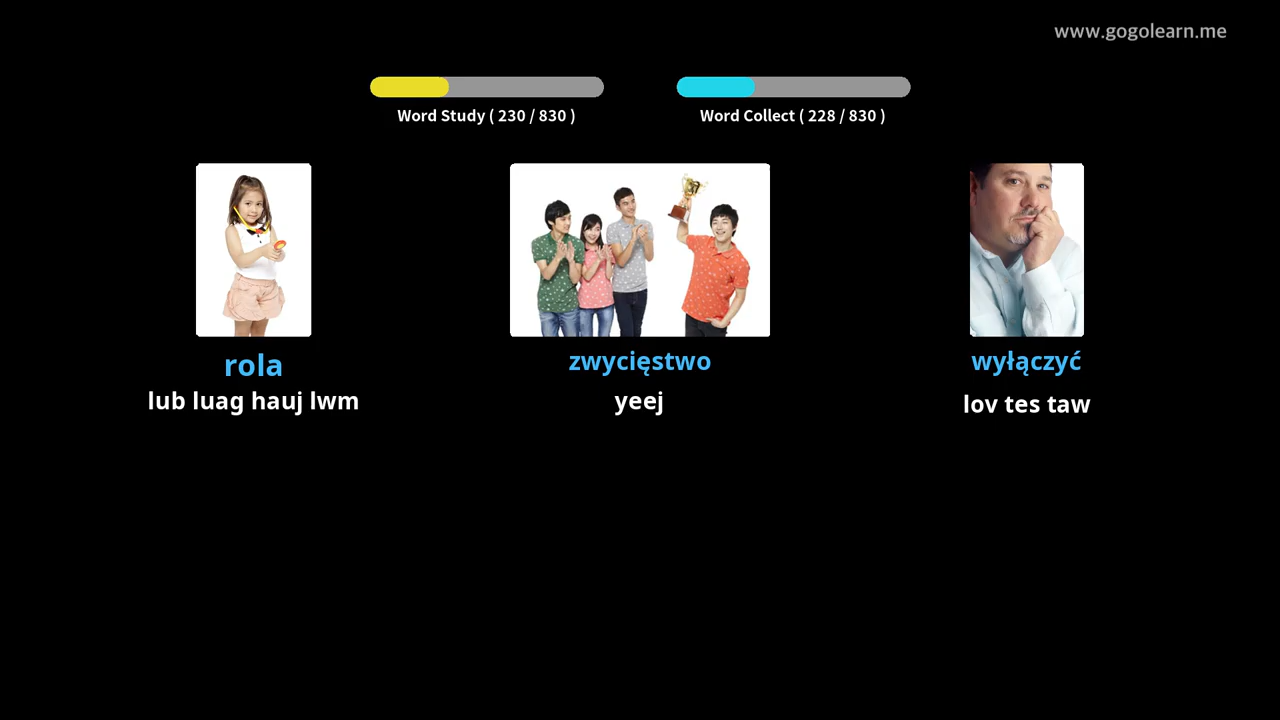 www.gogolearn.me
Word Study ( 230 / 830 )
Word Collect ( 228 / 830 )
rola
lub luag hauj lwm
zwycięstwo
yeej
wyłączyć
lov tes taw